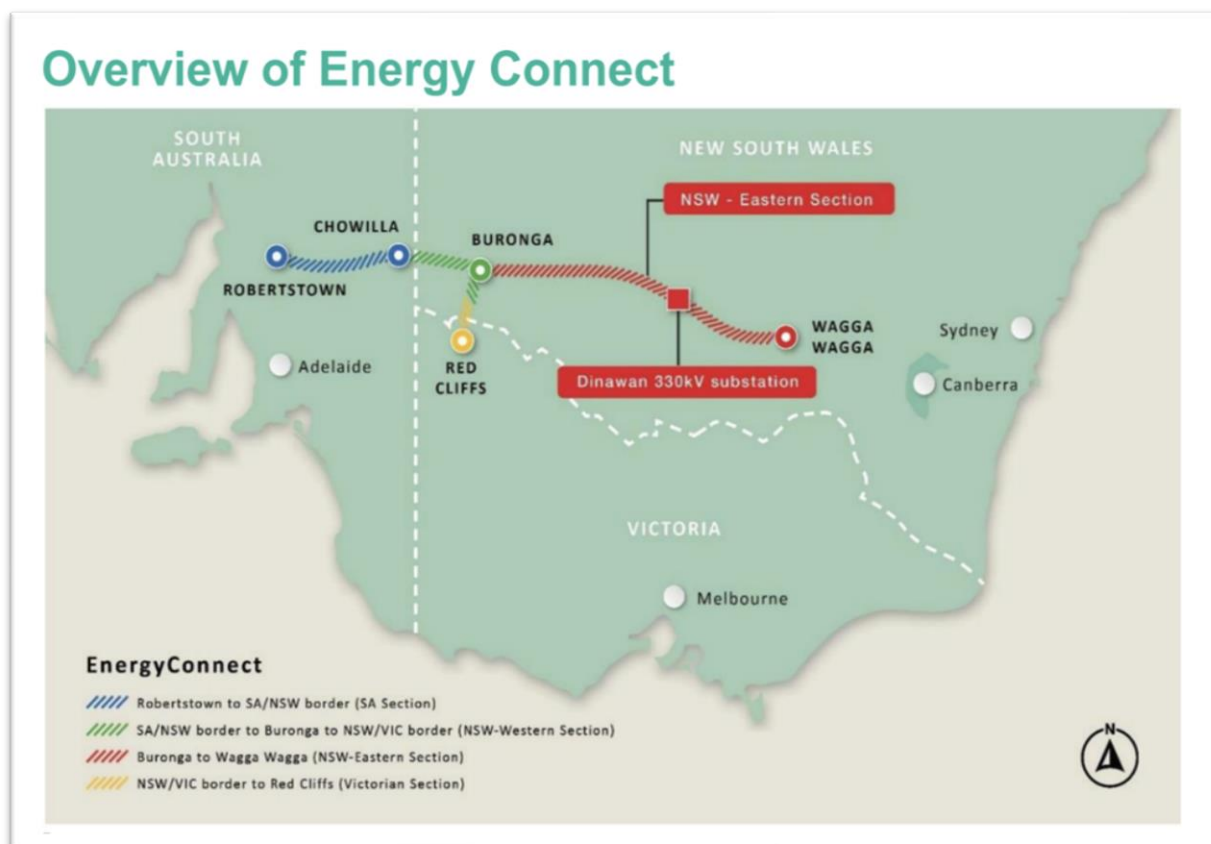 Overview of Energy Connect
SOUTH
AUSTRALIA
NEW SOUTH WALES
NSW - Eastern Section
CHOWILLA
BURONGA
ROBERTSTOWN
WAGGA
WAGGA
Sydney
Adelaide
RED
CLIFFS
Dinawan 330kV substation
Canberra
VICTORIA
Melbourne
EnergyConnect
Robertstown to SA/NSW border (SA Section)
SA/NSW border to Buronga to NSW/VIC border (NSW-Western Section)
Buronga to Wagga Wagga (NSW-Eastern Section)
NSW/VIC border to Red Cliffs (Victorian Section)
N